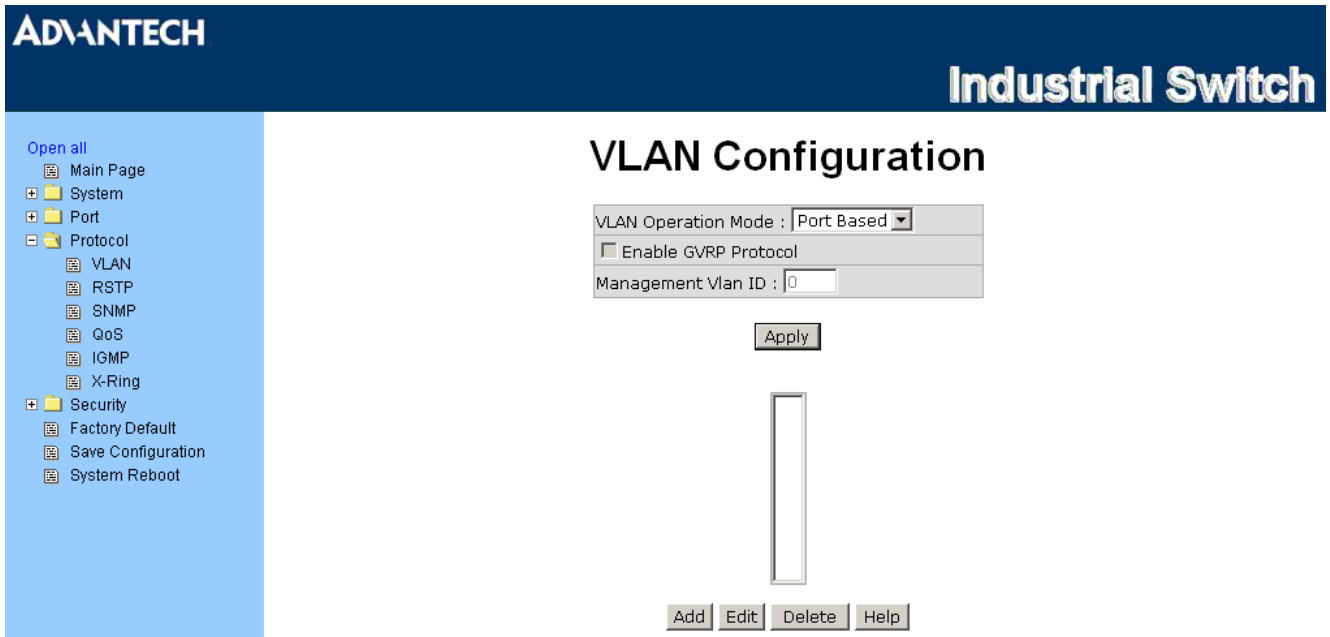 ADVANTECH
Industrial Switch
Open all
Main Page
System
Port
Protocol
VLAN
RSTP
SNMP
QoS
IGMP
X-Ring
Security
Factory Default
Save Configuration
System Reboot
VLAN Configuration
VLAN Operation Mode : Port Based
Enable GVRP Protocol
Management Vlan ID : 0
Apply
Add Edit Delete Help